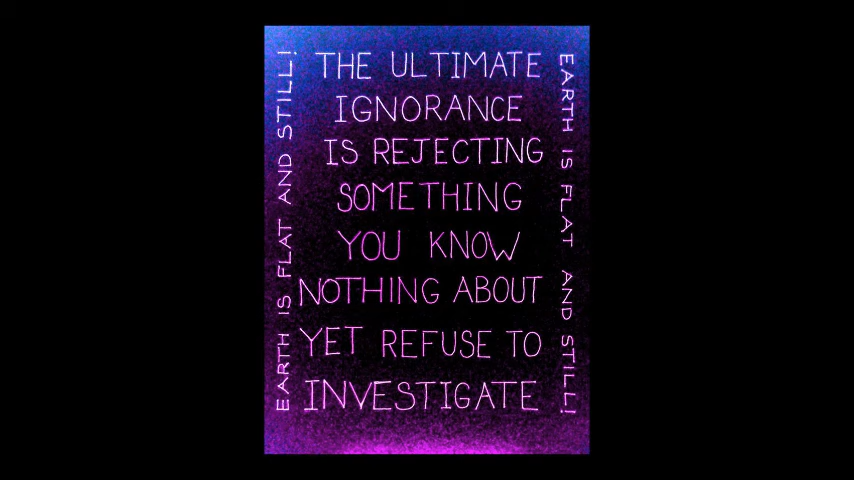 EARTH IS FLAT AND STILL!
THE ULTIMATE
IGNORANCE
IS REJECTING
SOMETHING
YOU KNOW
NOTHING ABOUT
YET REFUSE TO
INVESTIGATE
EARTH IS FLAT AND STILL!